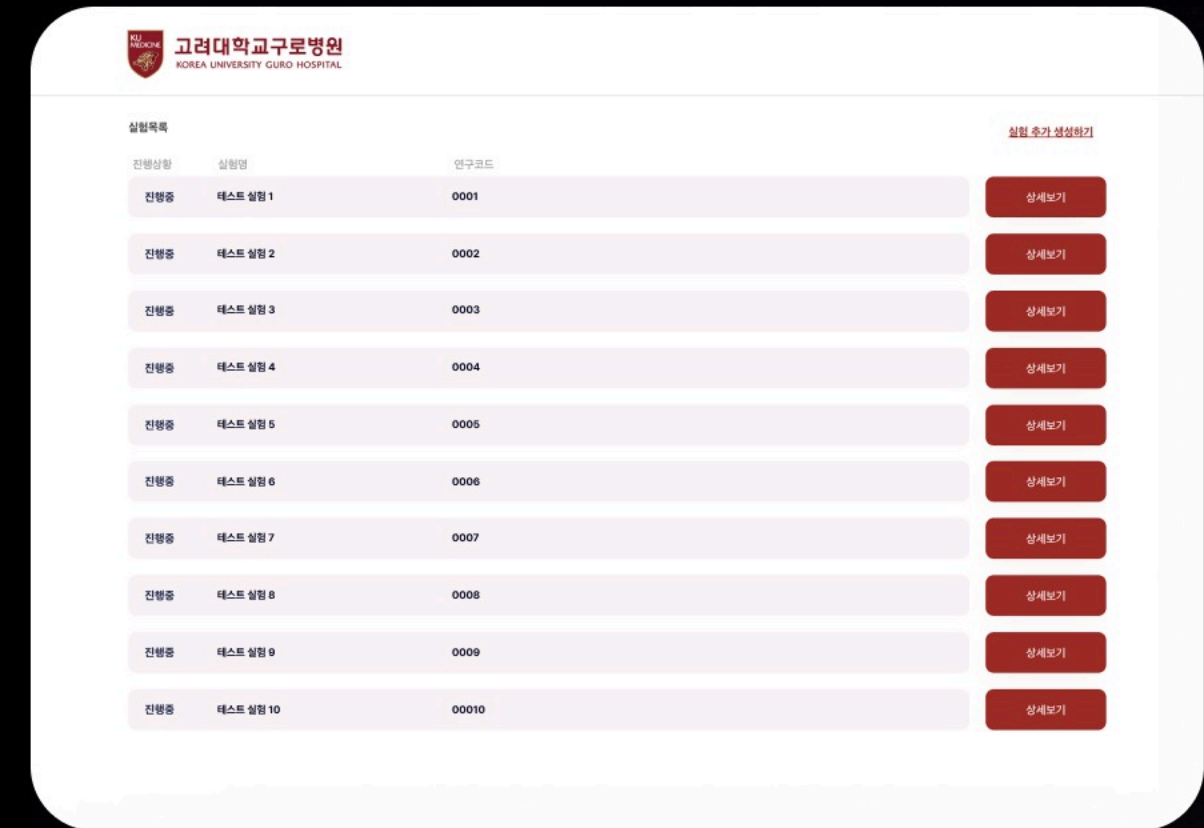 KU
MEDICINE
고려대학교구로병원
KOREA UNIVERSITY GURO HOSPITAL
실험목록
실험 추가 생성하기
진행상황 실험명 연구코드
진행중 테스트 실험 1 0001 상세보기
진행중 테스트 실험 2 0002 상세보기
진행중 테스트 실험 3 0003 상세보기
진행중 테스트 실험 4 0004 상세보기
진행중 테스트 실험 5 0005 상세보기
진행중 테스트 실험 6 0006 상세보기
진행중 테스트 실험 7 0007 상세보기
진행중 테스트 실험 8 0008 상세보기
진행중 테스트 실험 9 0009 상세보기
진행중 테스트 실험 10 00010 상세보기